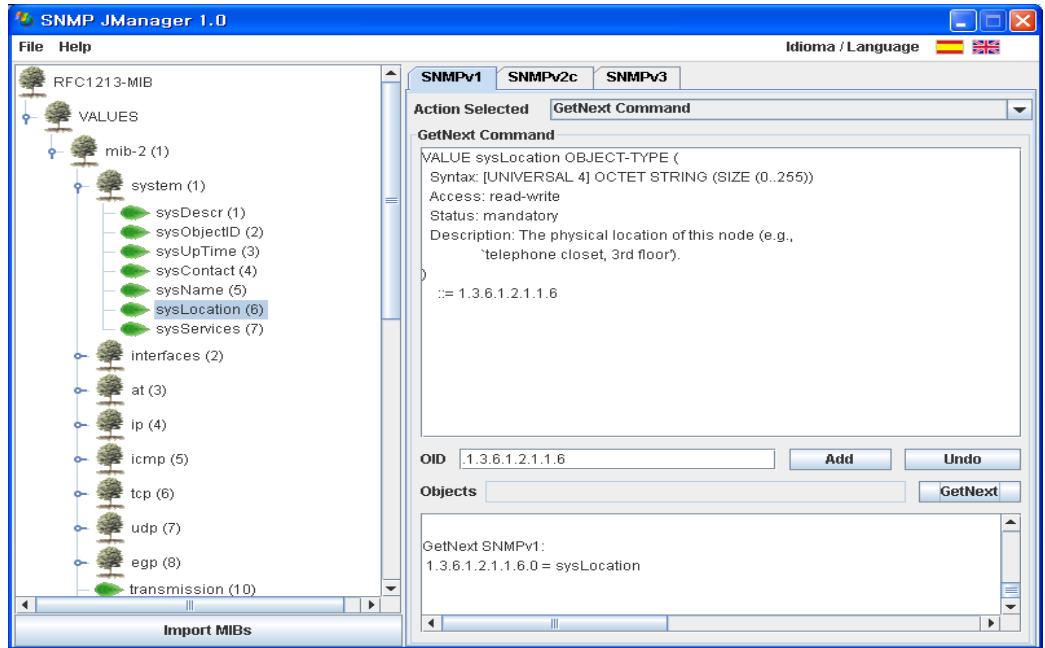 SNMP JManager 1.0
File Help
Idioma / Language
RFC1213-MIB
VALUES
mib-2 (1)
system (1)
sysDescr (1)
sysObjectID (2)
sysUpTime (3)
sysContact (4)
sysName (5)
sysLocation (6)
sysServices (7)
interfaces (2)
at (3)
ip (4)
icmp (5)
tcp (6)
udp (7)
egp (8)
transmission (10)
Import MIBs
SNMPv1 SNMPv2c SNMPv3
Action Selected GetNext Command
GetNext Command
VALUE sysLocation OBJECT-TYPE (
Syntax: [UNIVERSAL 4] OCTET STRING (SIZE (0..255))
Access: read-write
Status: mandatory
Description: The physical location of this node (e.g.,
`telephone closet, 3rd floor').
)
::= 1.3.6.1.2.1.1.6
OID .1.3.6.1.2.1.1.6 Add Undo
Objects GetNext
GetNext SNMPv1:
1.3.6.1.2.1.1.6.0 = sysLocation